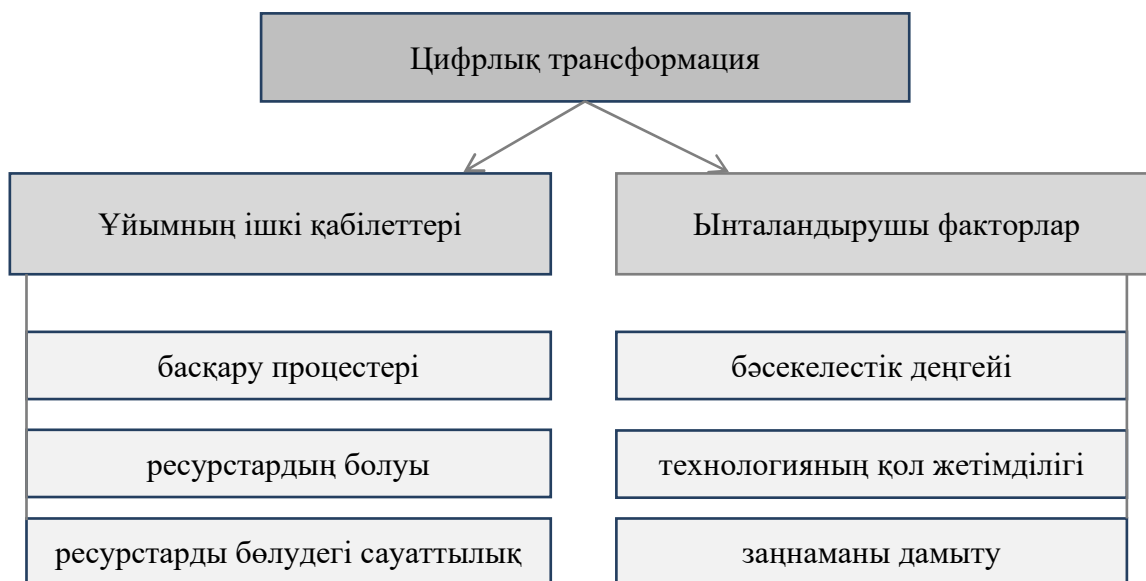 Цифрлық трансформация
Ұйымның ішкі қабілеттері
Ынталандырушы факторлар
басқару процестері
бәсекелестік деңгейі
ресурстардың болуы
технологияның қол жетімділігі
ресурстарды бөлудегі сауаттылық
заңнаманы дамыту